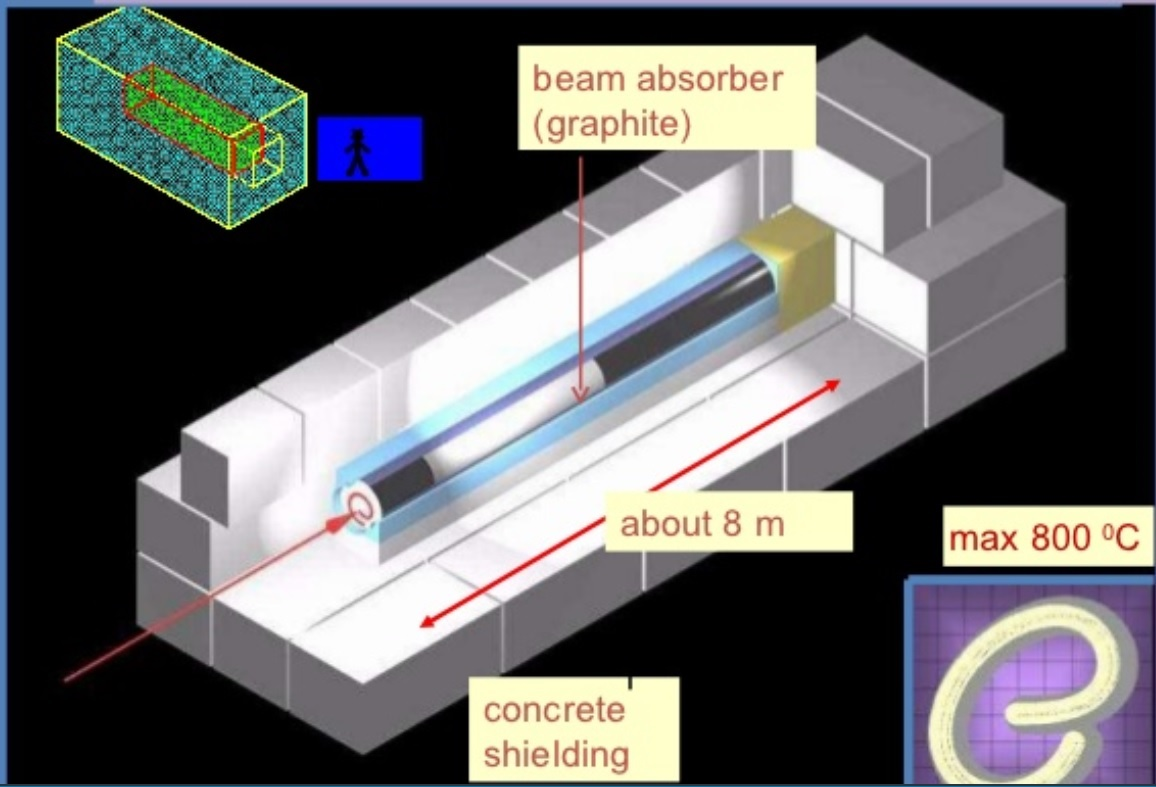 beam absorber
(graphite)
about 8 m
max 800 ⁰C
concrete
shielding